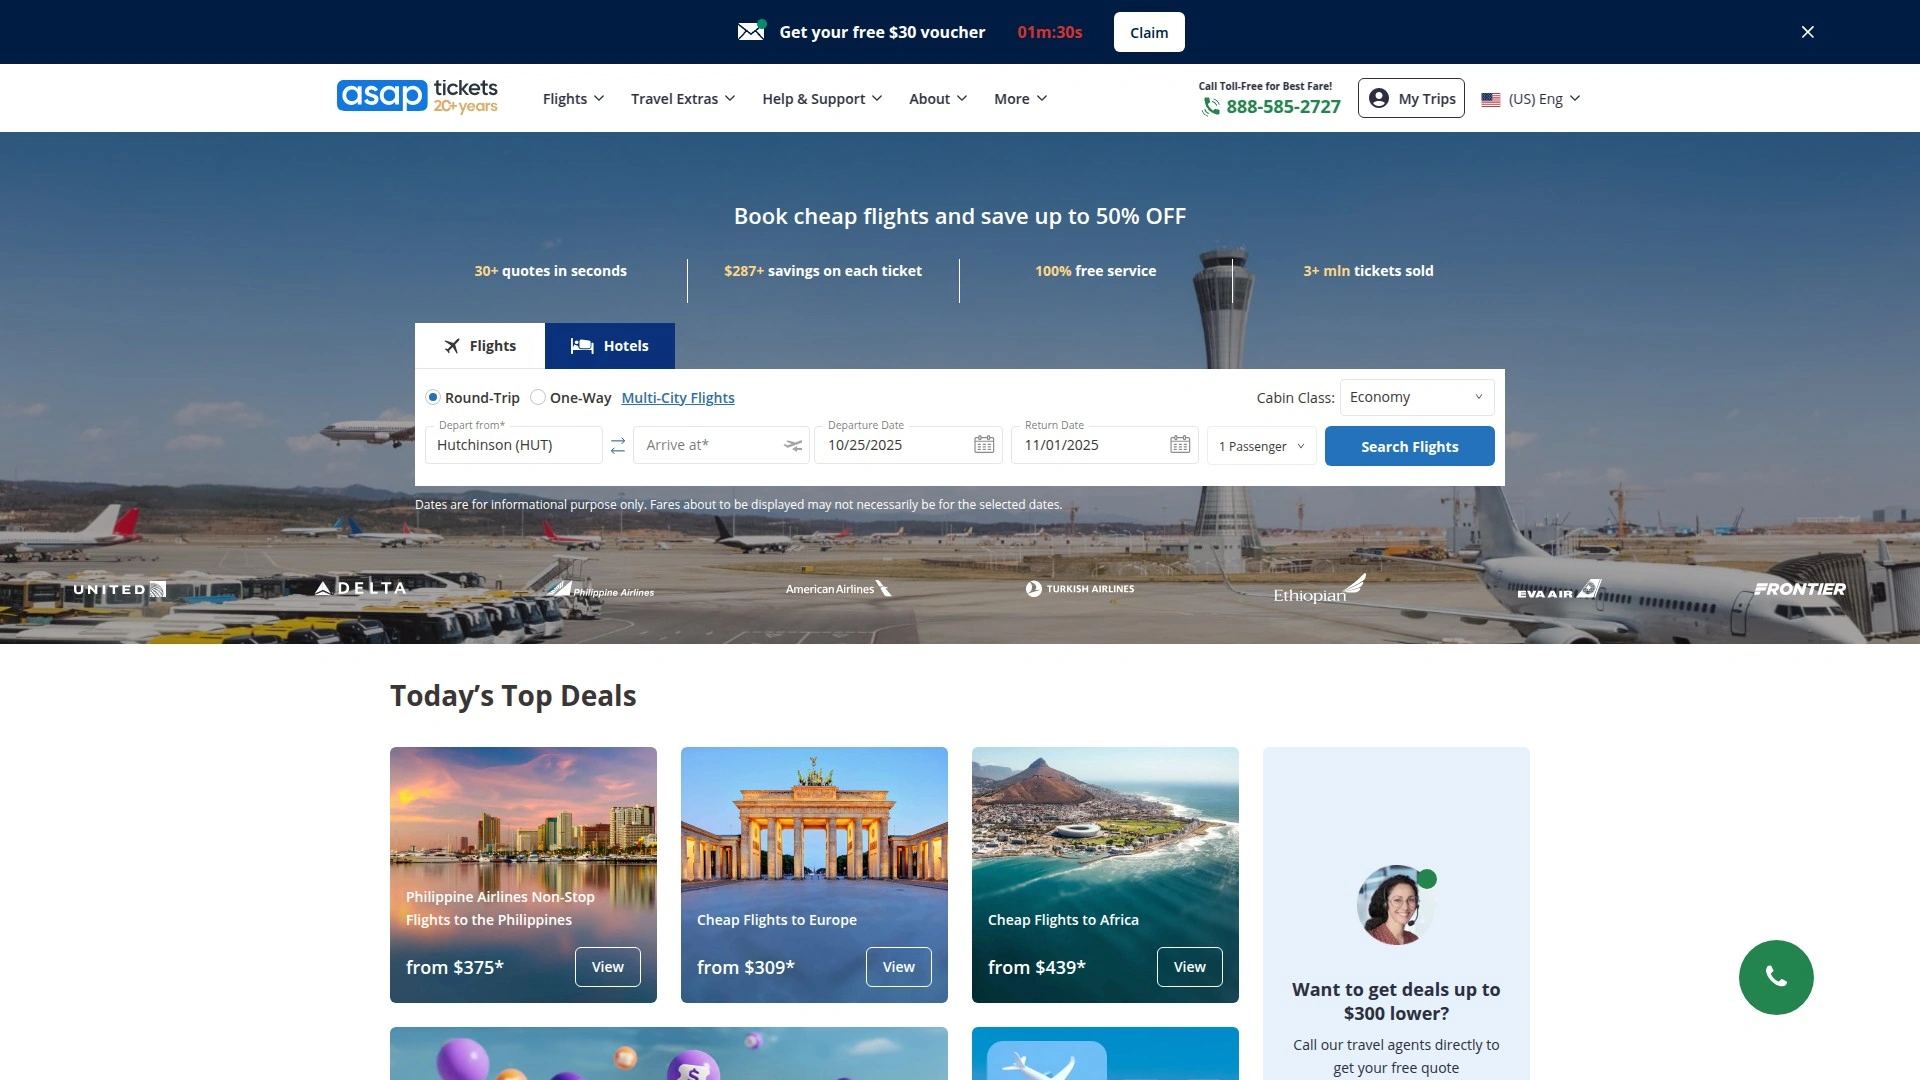 Get your free $30 voucher
01m:30s
Claim
asap tickets
20+years
Flights
Travel Extras
Help & Support
About
More
Call Toll-Free for Best Fare!
888-585-2727
My Trips
(US) Eng
Book cheap flights and save up to 50% OFF
30+ quotes in seconds
$287+ savings on each ticket
100% free service
3+ mln tickets sold
Flights
Hotels
Round-Trip
One-Way
Multi-City Flights
Cabin Class:
Economy
Depart from*
Hutchinson (HUT)
Arrive at*
Departure Date
10/25/2025
Return Date
11/01/2025
1 Passenger
Search Flights
Dates are for informational purpose only. Fares about to be displayed may not necessarily be for the selected dates.
UNITED
DELTA
Philippine Airlines
American Airlines
TURKISH AIRLINES
Ethiopian
EVA AIR
FRONTIER
Today’s Top Deals
Philippine Airlines Non-Stop
Flights to the Philippines
from $375*
View
Cheap Flights to Europe
from $309*
View
Cheap Flights to Africa
from $439*
View
Want to get deals up to
$300 lower?
Call our travel agents directly to
get your free quote
$